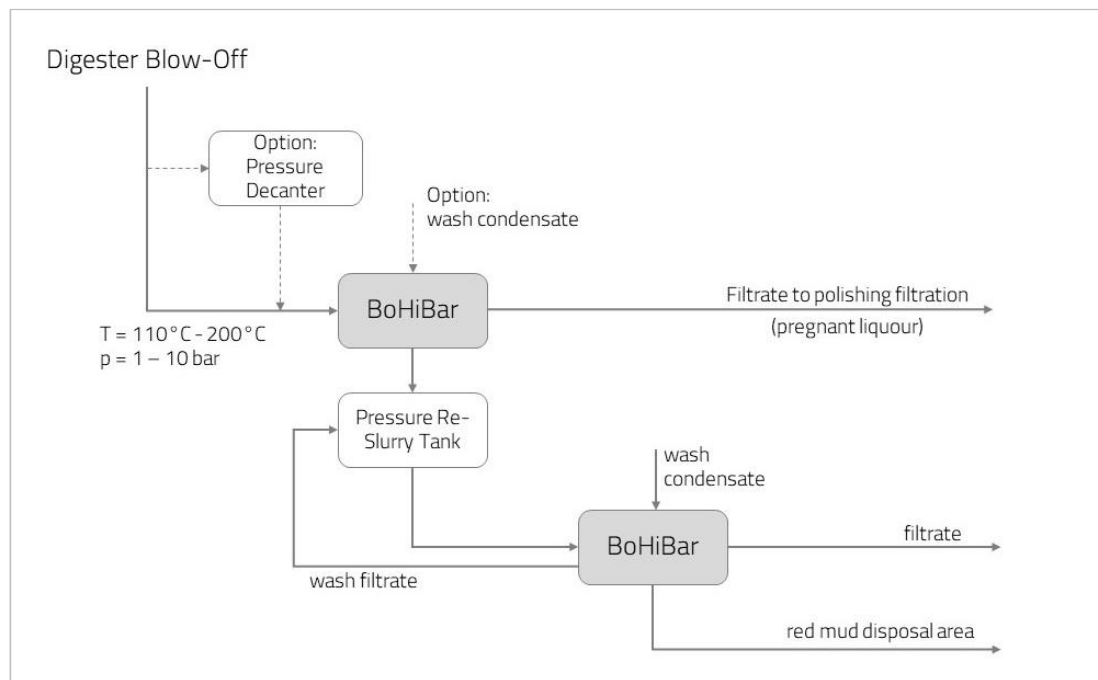 Digester Blow-Off
Option:
Pressure
Decanter
Option:
wash condensate
BoHiBar
Filtrate to polishing filtration
(pregnant liquour)
T = 110°C - 200°C
p = 1 – 10 bar
Pressure Re-
Slurry Tank
wash
condensate
BoHiBar
filtrate
wash filtrate
red mud disposal area